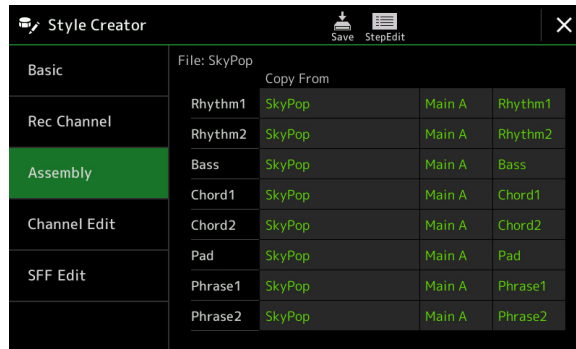 Style Creator
Save StepEdit
Basic
Rec Channel
Assembly
Channel Edit
SFF Edit
File: SkyPop
Copy From
Rhythm1 SkyPop Main A Rhythm1
Rhythm2 SkyPop Main A Rhythm2
Bass SkyPop Main A Bass
Chord1 SkyPop Main A Chord1
Chord2 SkyPop Main A Chord2
Pad SkyPop Main A Pad
Phrase1 SkyPop Main A Phrase1
Phrase2 SkyPop Main A Phrase2